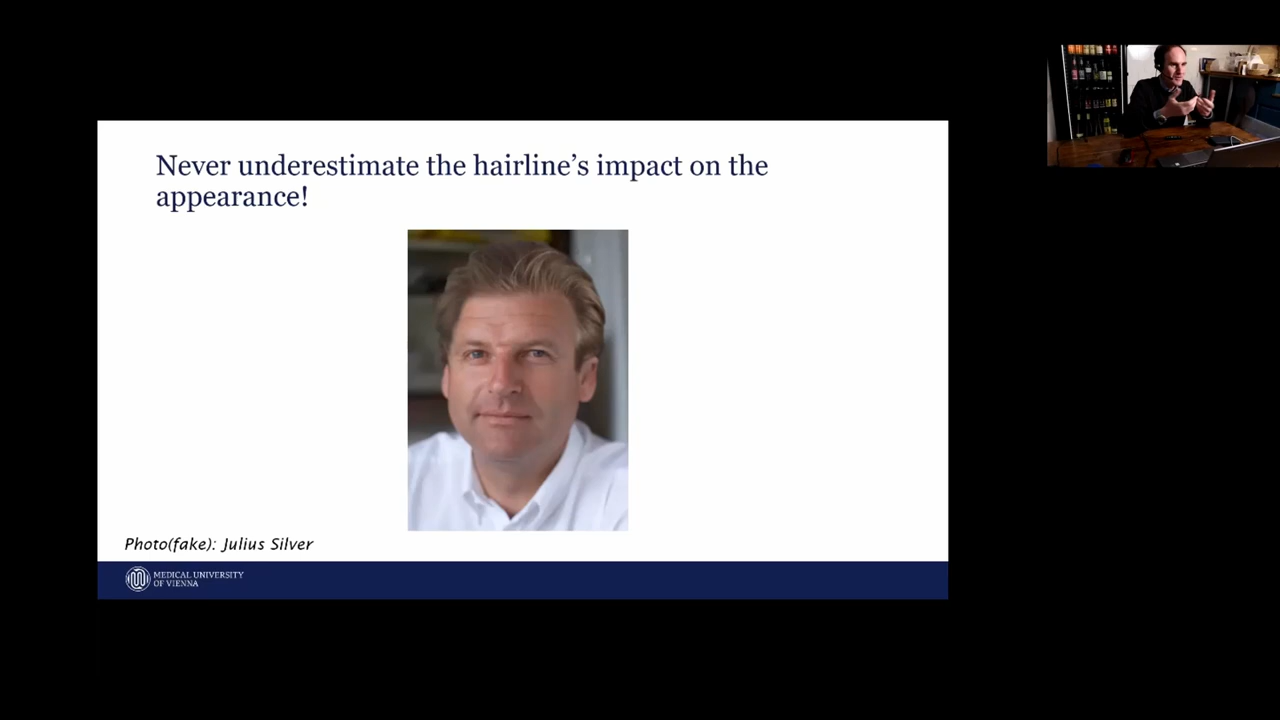 Never underestimate the hairline’s impact on the
appearance!
Photo(fake): Julius Silver
MEDICAL UNIVERSITY
OF VIENNA